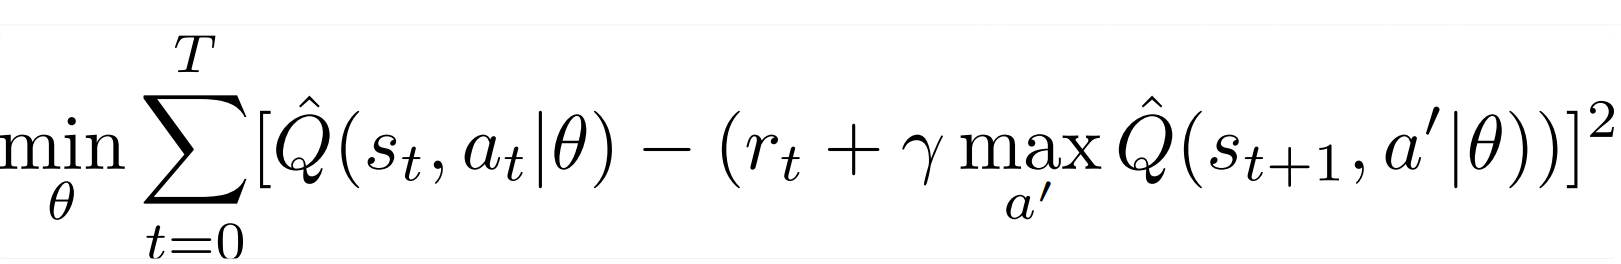 min_θ ∑_{t=0}^{T} [Q̂(s_t, a_t|θ) − (r_t + γ max_{a′} Q̂(s_{t+1}, a′|θ))]²